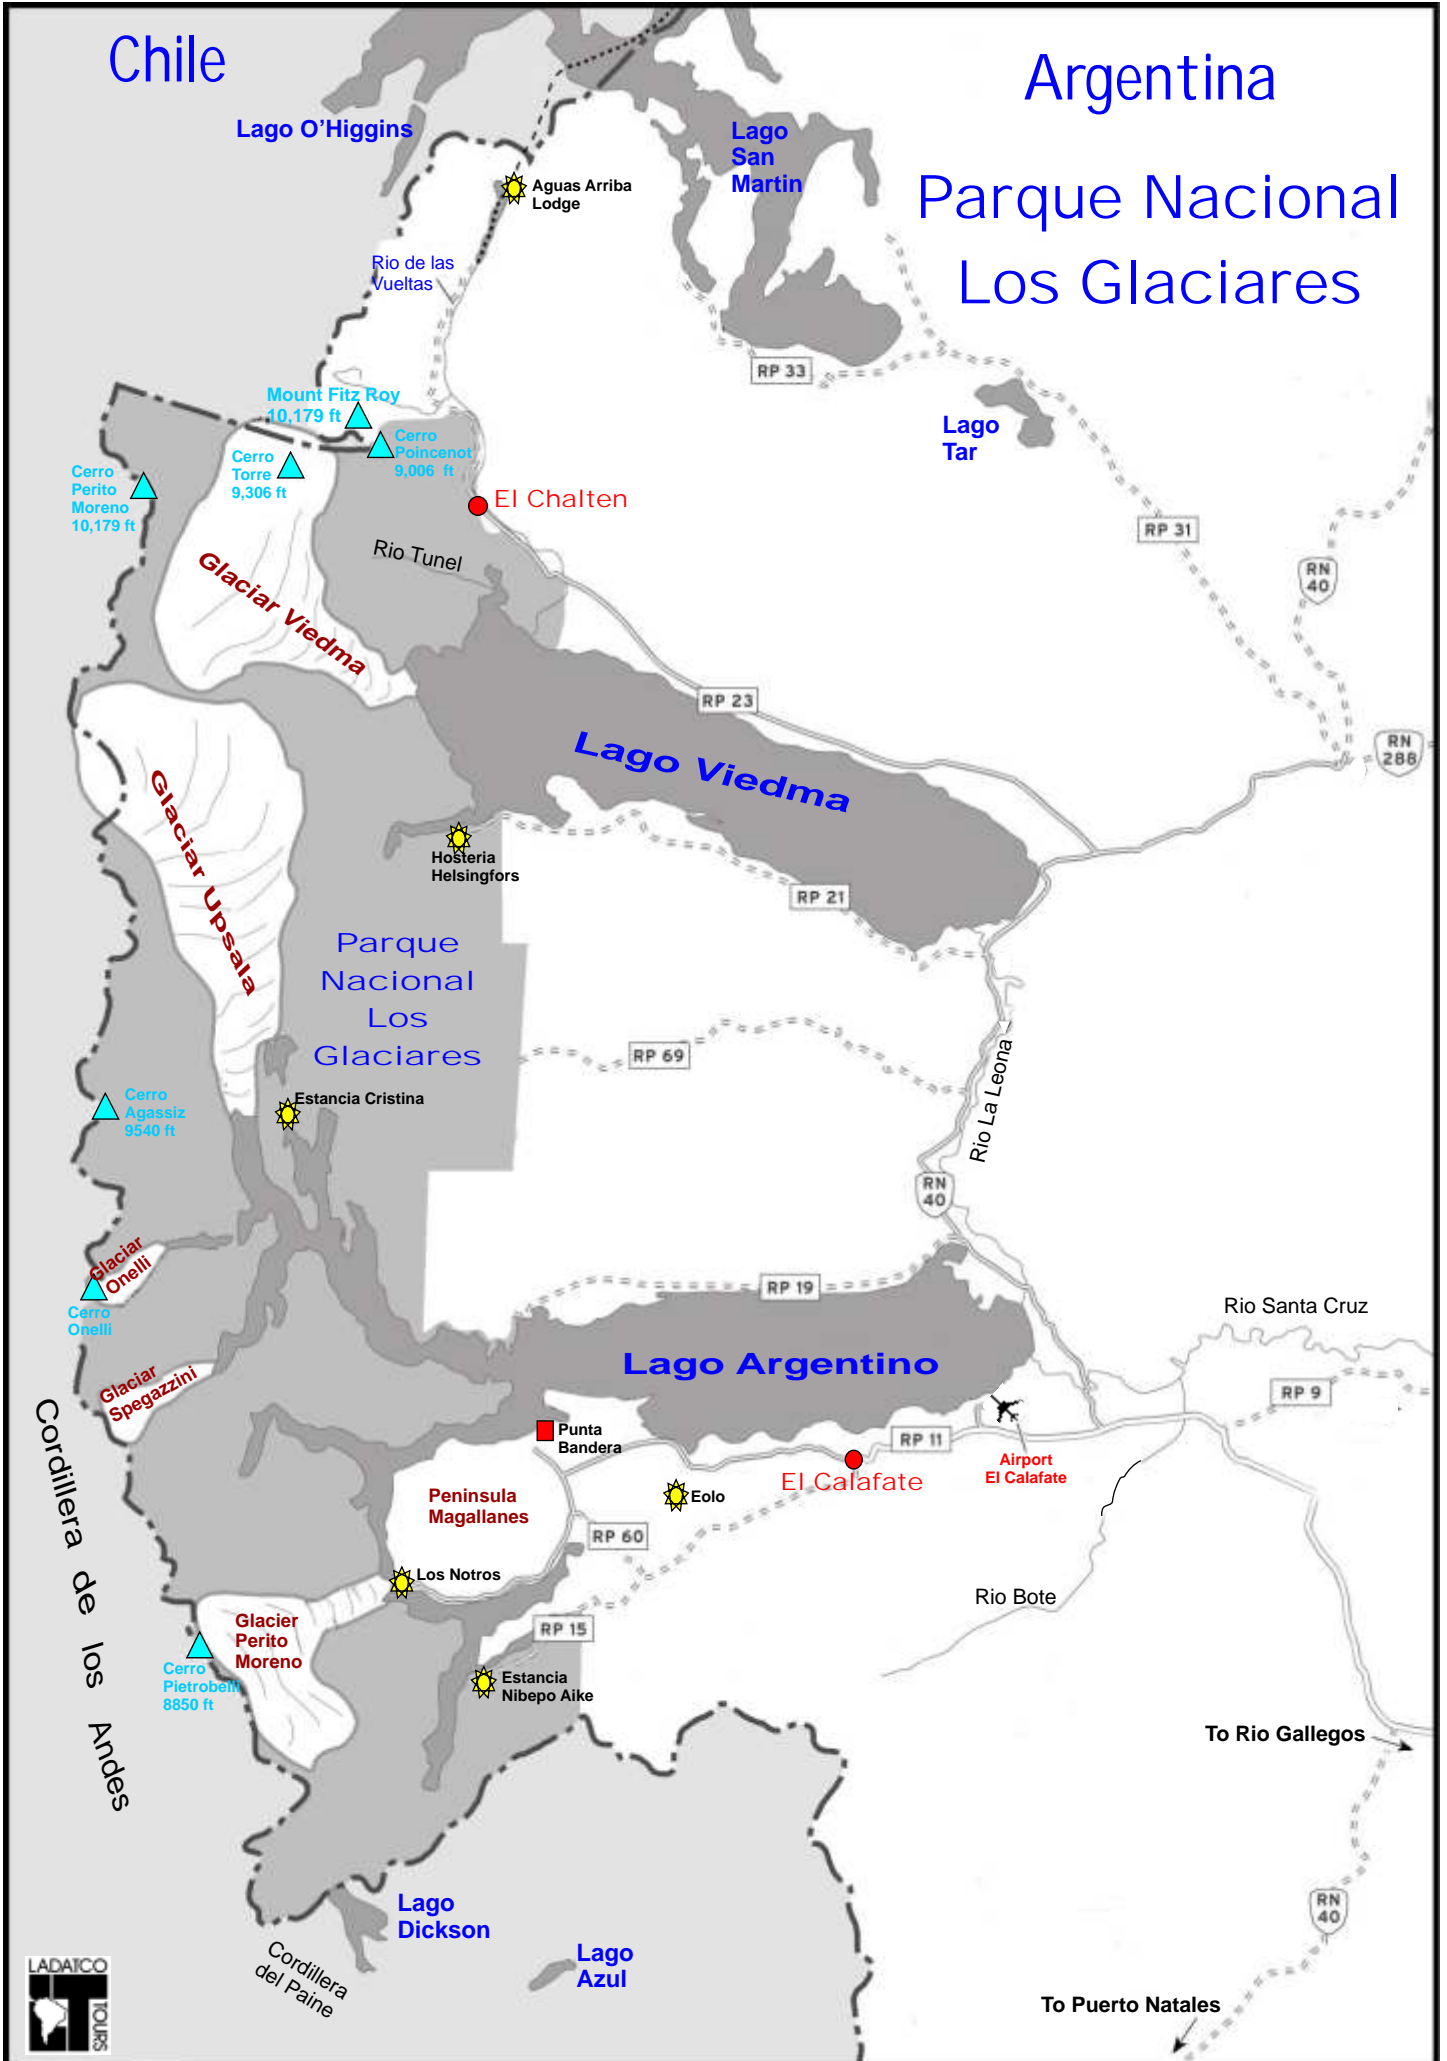 Chile
Argentina
Parque Nacional
Los Glaciares
Lago O'Higgins
Lago
San
Martin
Aguas Arriba
Lodge
Rio de las
Vueltas
RP 33
Mount Fitz Roy
10,179 ft
Cerro
Poincenot
9,006 ft
Cerro
Torre
9,306 ft
Cerro
Perito
Moreno
10,179 ft
Lago
Tar
El Chalten
RP 31
Rio Tunel
RN
40
Glaciar Viedma
RP 23
Lago Viedma
RN
288
Glaciar Upsala
Hosteria
Helsingfors
RP 21
Parque
Nacional
Los
Glaciares
RP 69
Rio La Leona
Estancia Cristina
Cerro
Agassiz
9540 ft
RN
40
Glaciar
Onelli
Cerro
Onelli
RP 19
Rio Santa Cruz
Lago Argentino
Glaciar
Spegazzini
RP 9
Punta
Bandera
RP 11
El Calafate
Airport
El Calafate
Cordillera de los Andes
Peninsula
Magallanes
Eolo
RP 60
Los Notros
Rio Bote
Glacier
Perito
Moreno
RP 15
Cerro
Pietrobelli
8850 ft
Estancia
Nibepo Aike
To Rio Gallegos
Lago
Dickson
RN
40
Cordillera
del Paine
Lago
Azul
LADATCO
TOURS
To Puerto Natales